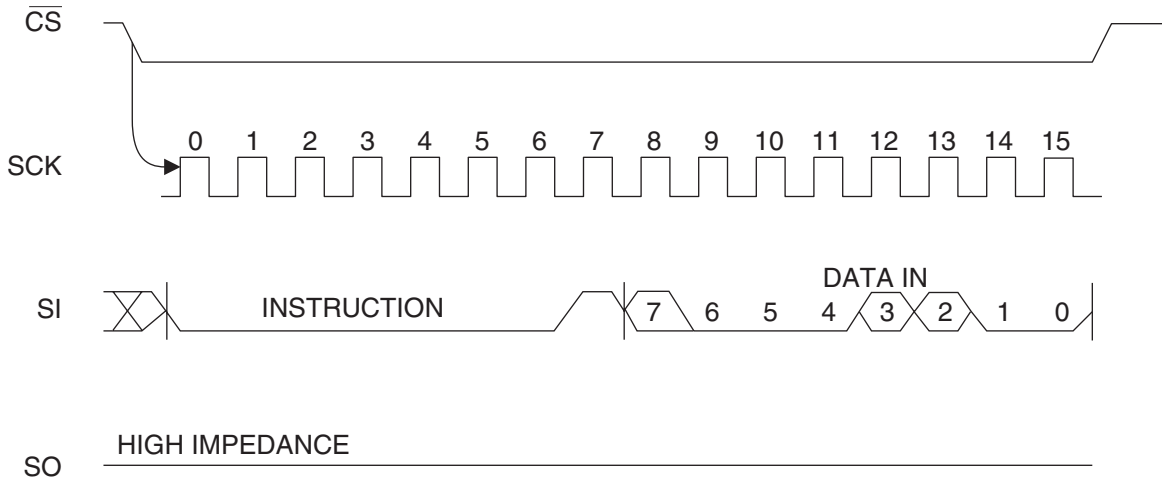 CS
0 1 2 3 4 5 6 7 8 9 10 11 12 13 14 15
SCK
DATA IN
SI INSTRUCTION 7 6 5 4 3 2 1 0
HIGH IMPEDANCE
SO